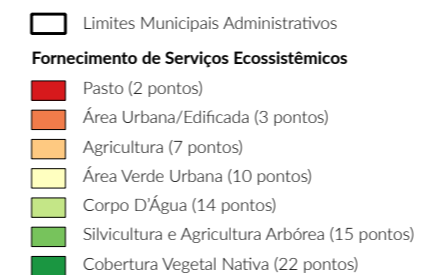 Limites Municipais Administrativos
Fornecimento de Serviços Ecossistêmicos
Pasto (2 pontos)
Área Urbana/Edificada (3 pontos)
Agricultura (7 pontos)
Área Verde Urbana (10 pontos)
Corpo D'Água (14 pontos)
Silvicultura e Agricultura Arbórea (15 pontos)
Cobertura Vegetal Nativa (22 pontos)